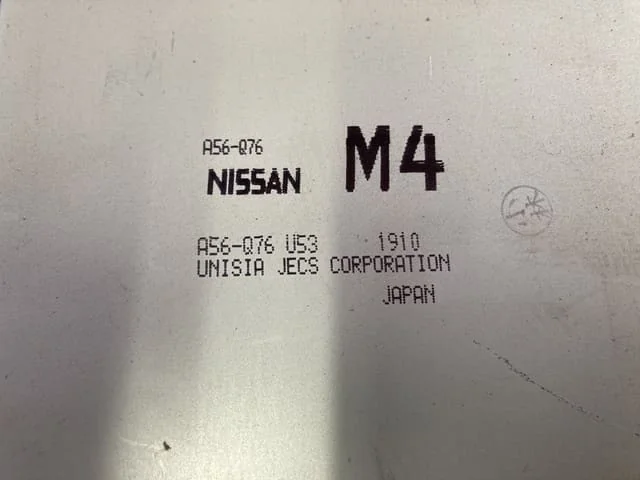 A56-Q76
NISSAN M4
A56-Q76 U53 1910
UNISIA JECS CORPORATION
JAPAN